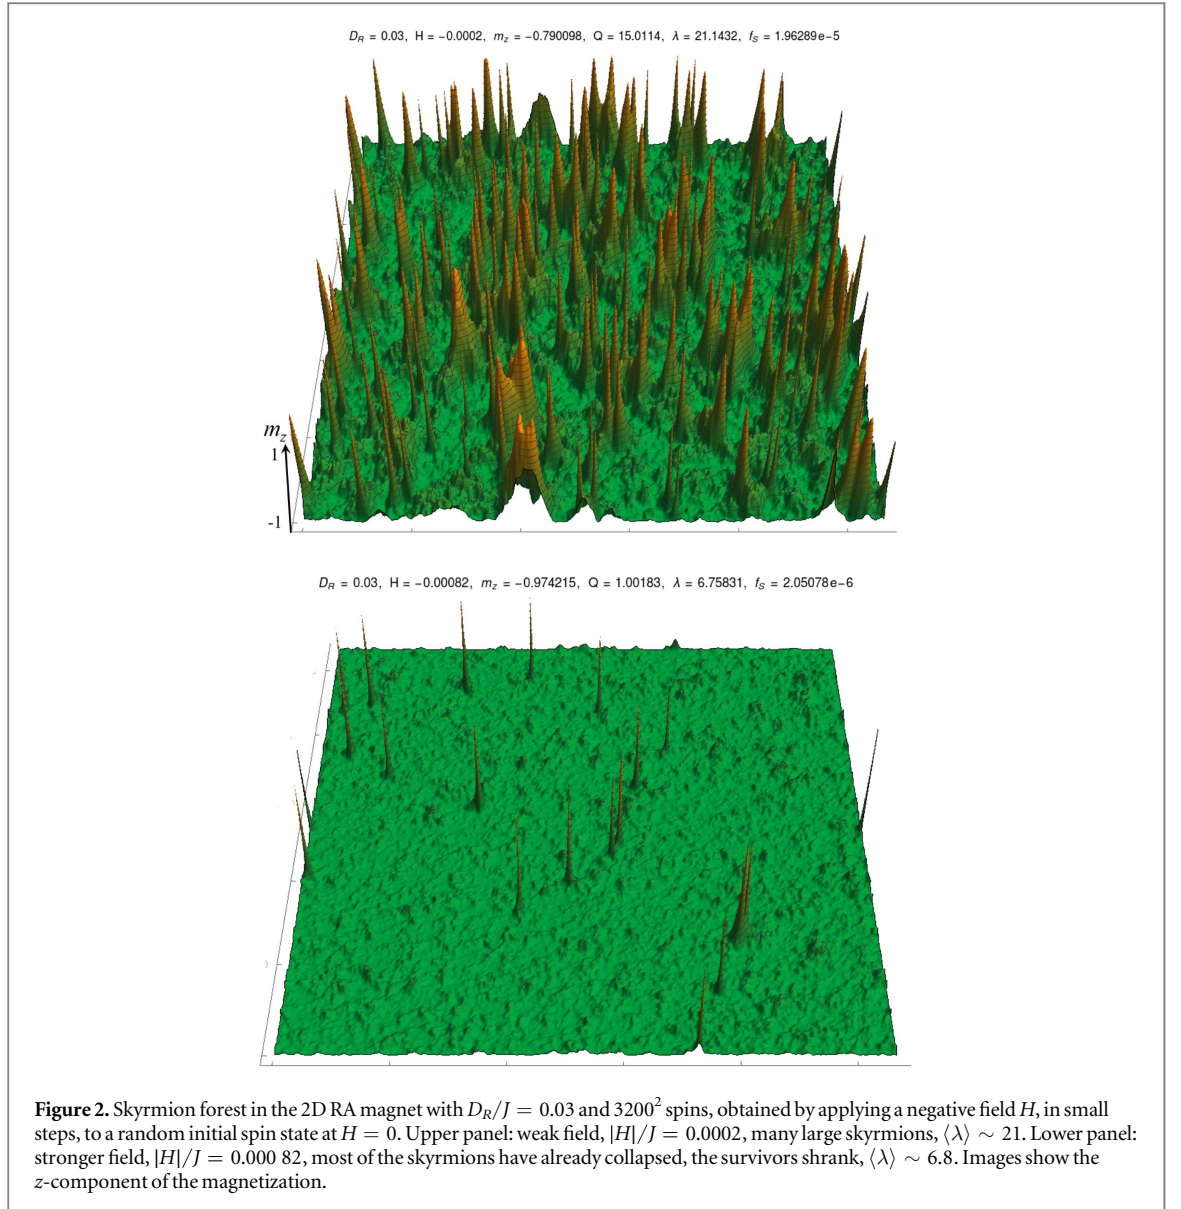 D_R = 0.03, H = −0.0002, m_z = −0.790098, Q = 15.0114, λ = 21.1432, f_S = 1.96289e−5
m_z
1
-1
D_R = 0.03, H = −0.00082, m_z = −0.974215, Q = 1.00183, λ = 6.75831, f_S = 2.05078e−6
Figure 2. Skyrmion forest in the 2D RA magnet with D_R/J = 0.03 and 3200² spins, obtained by applying a negative field H, in small
steps, to a random initial spin state at H = 0. Upper panel: weak field, |H|/J = 0.0002, many large skyrmions, ⟨λ⟩ ∼ 21. Lower panel:
stronger field, |H|/J = 0.000 82, most of the skyrmions have already collapsed, the survivors shrank, ⟨λ⟩ ∼ 6.8. Images show the
z-component of the magnetization.